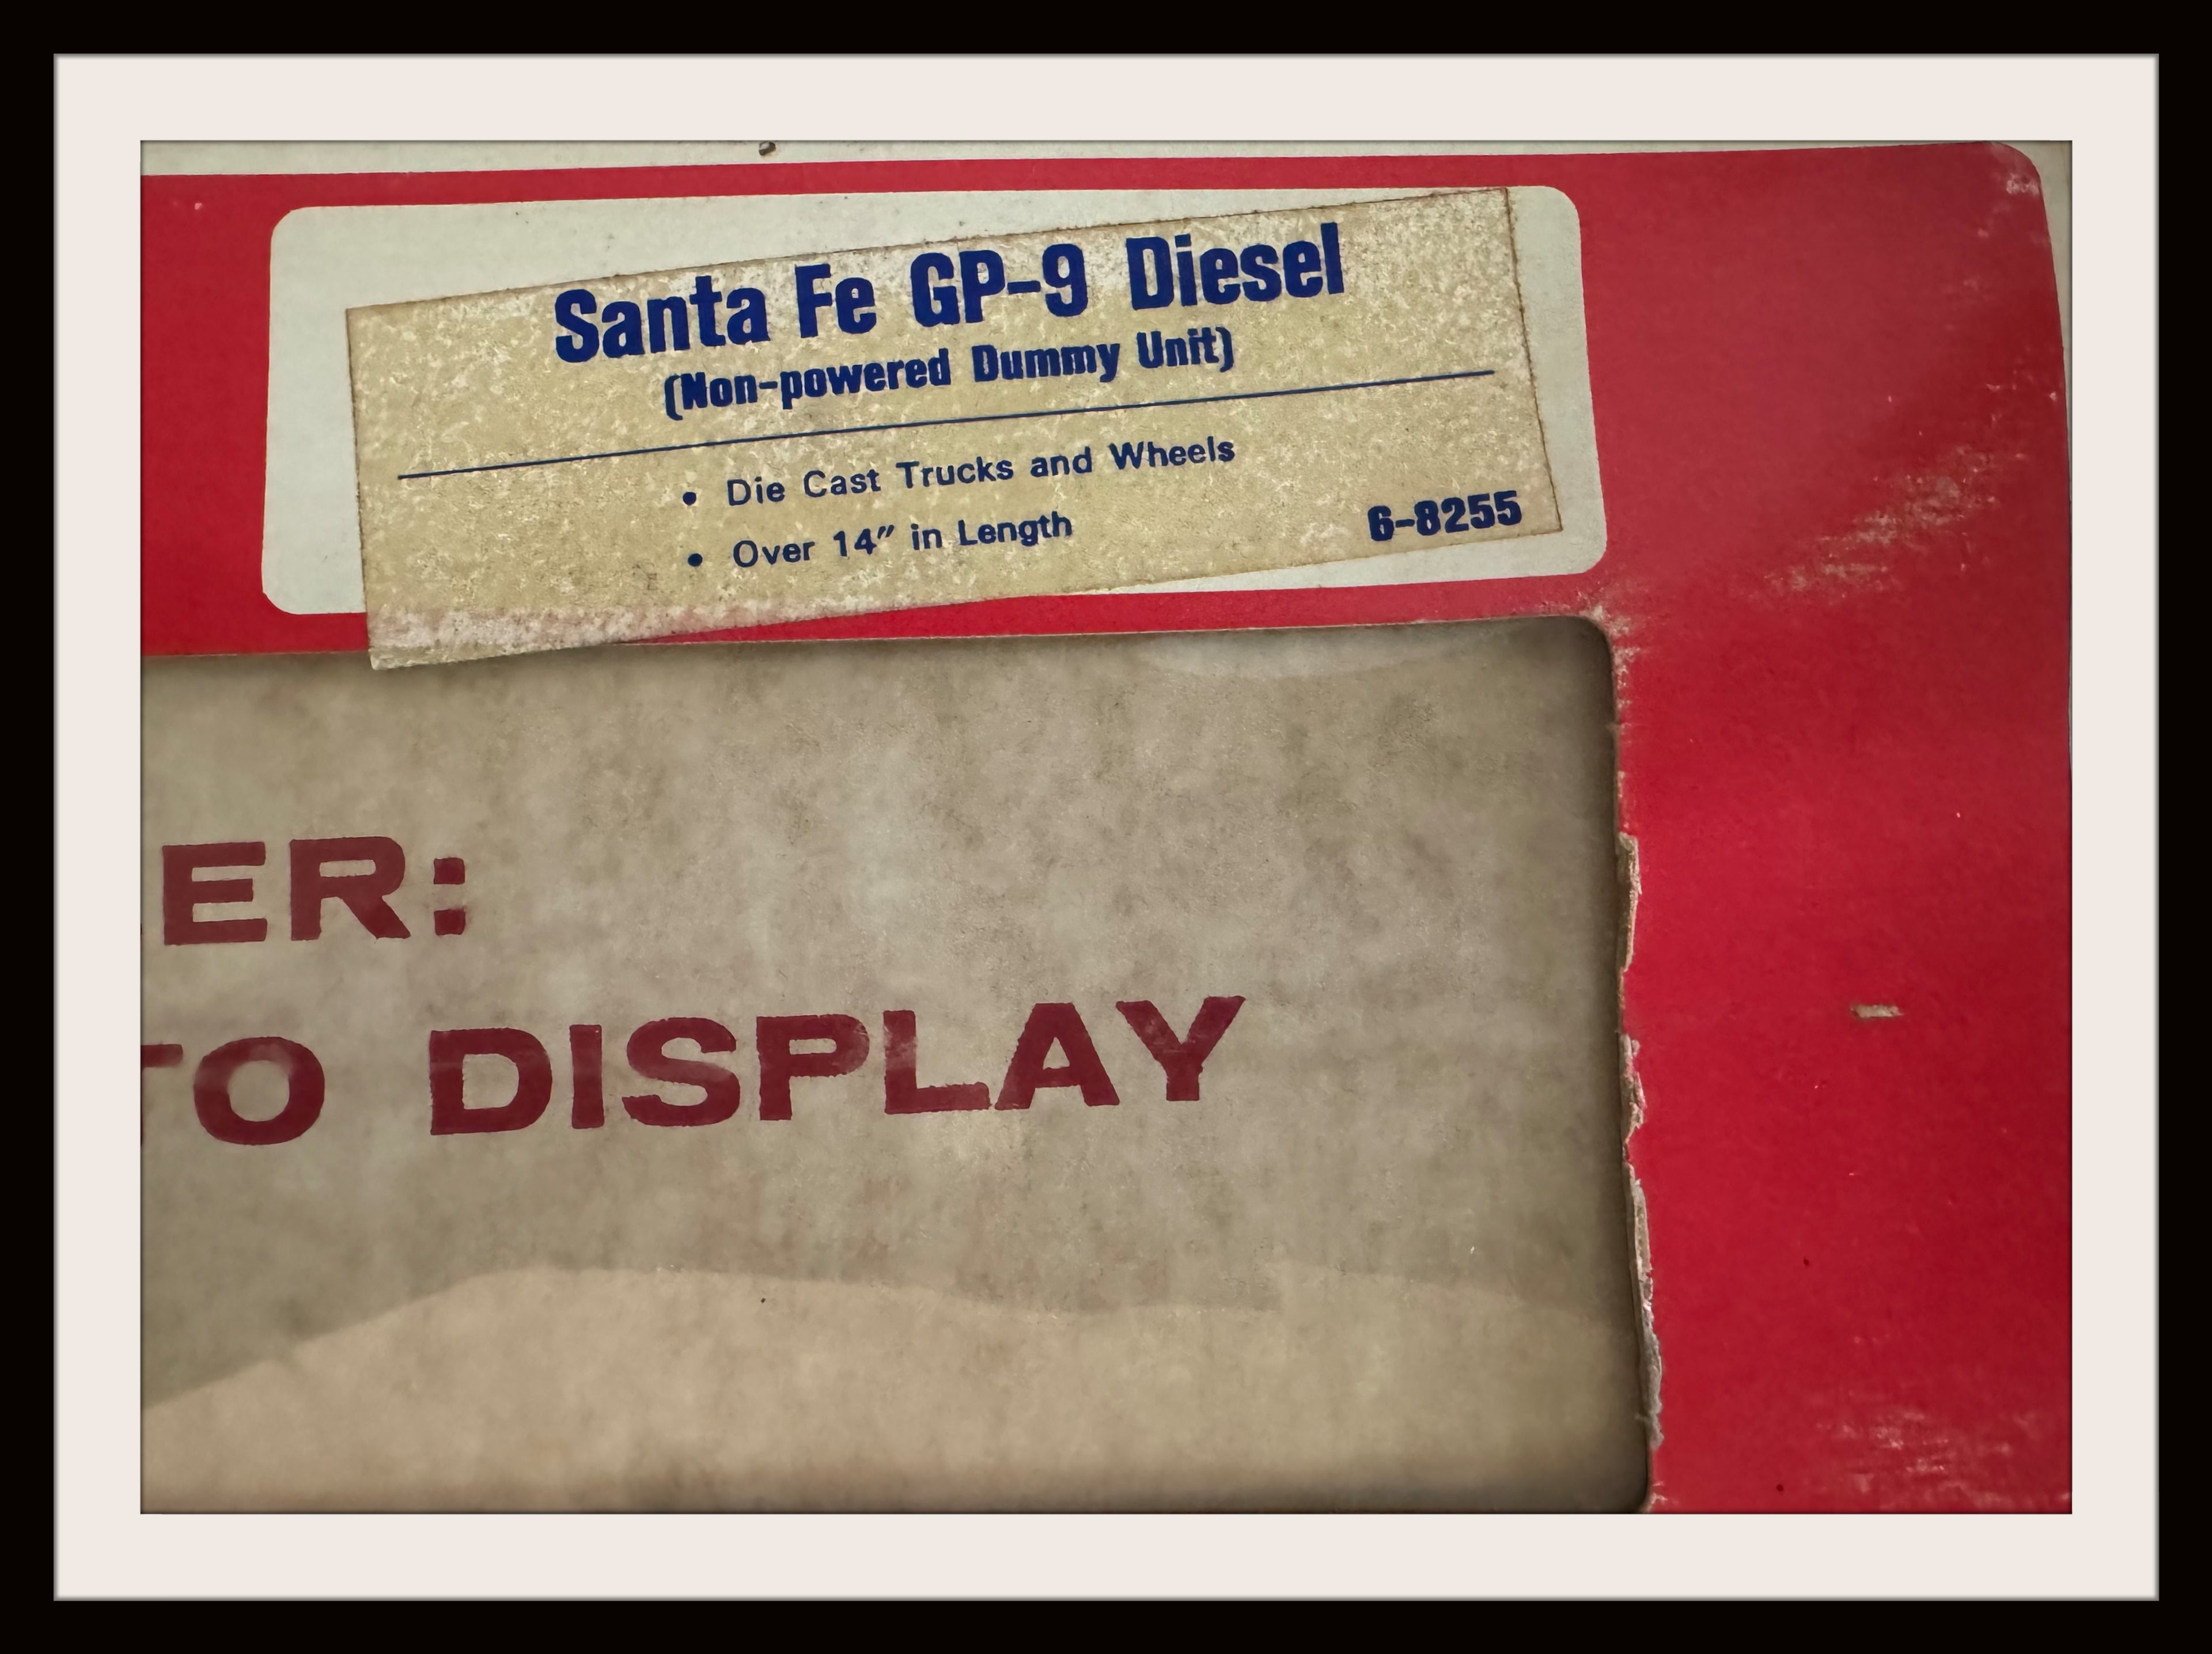 Santa Fe GP-9 Diesel
(Non-powered Dummy Unit)
• Die Cast Trucks and Wheels
• Over 14″ in Length
6-8255
ER:
TO DISPLAY